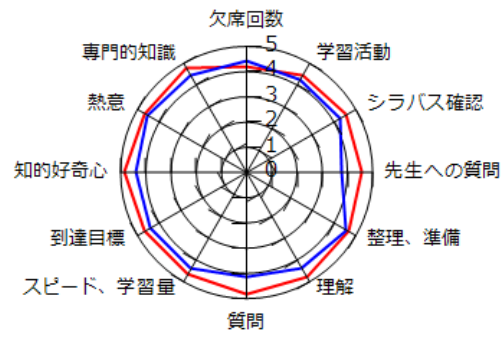 欠席回数
専門的知識
学習活動
熱意
シラバス確認
知的好奇心
先生への質問
到達目標
整理、準備
スピード、学習量
理解
質問
5
4
3
2
1
0